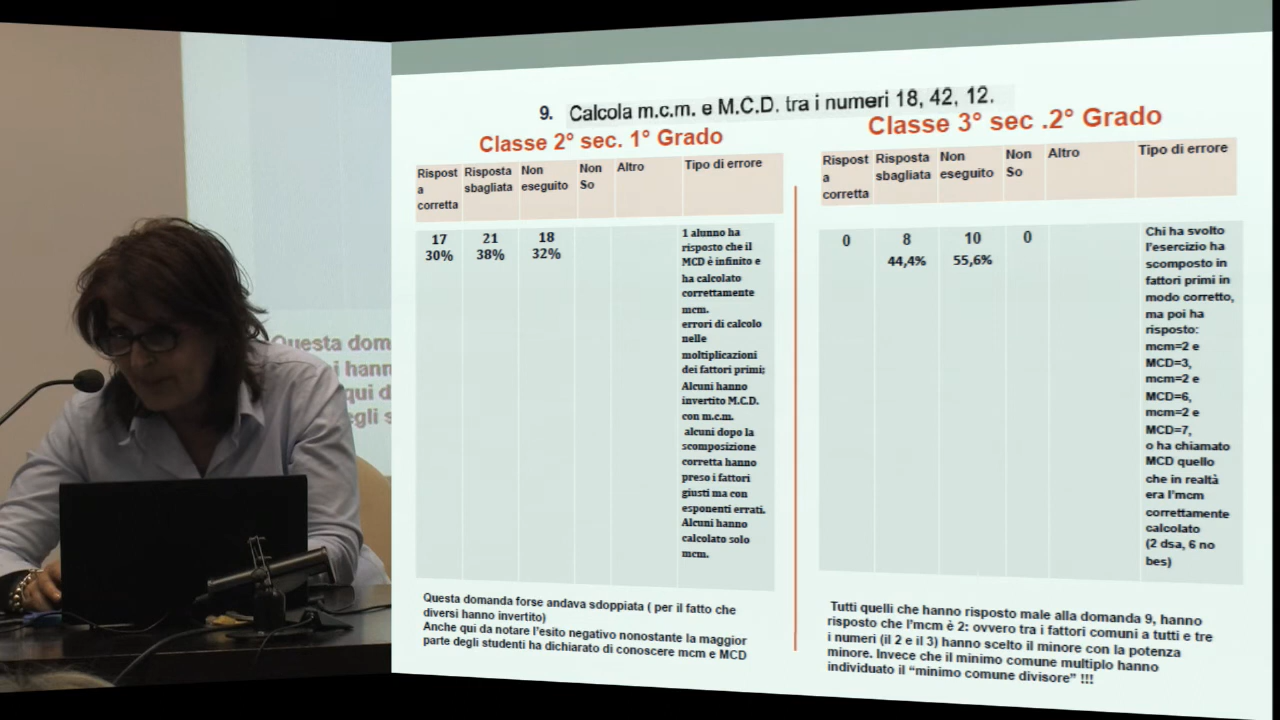 9. Calcola m.c.m. e M.C.D. tra i numeri 18, 42, 12.
Classe 2° sec. 1° Grado
Rispost
a
corretta
Risposta
sbagliata
Non
eseguito
Non
So
Altro
Tipo di errore
17
30%
21
38%
18
32%
1 alunno ha
risposto che il
MCD è infinito e
ha calcolato
correttamente
mcm.
errori di calcolo
nelle
moltiplicazioni
dei fattori primi;
Alcuni hanno
invertito M.C.D.
con m.c.m.
alcuni dopo la
scomposizione
corretta hanno
preso i fattori
giusti ma con
esponenti errati.
Alcuni hanno
calcolato solo
mcm.
Questa domanda forse andava sdoppiata ( per il fatto che
diversi hanno invertito)
Anche qui da notare l'esito negativo nonostante la maggior
parte degli studenti ha dichiarato di conoscere mcm e MCD
Classe 3° sec .2° Grado
Rispost
a
corretta
Risposta
sbagliata
Non
eseguito
Non
So
Altro
Tipo di errore
0
8
44,4%
10
55,6%
0
Chi ha svolto
l'esercizio ha
scomposto in
fattori primi in
modo corretto,
ma poi ha
risposto:
mcm=2 e
MCD=3,
mcm=2 e
MCD=6,
mcm=2 e
MCD=7,
o ha chiamato
MCD quello
che in realtà
era l'mcm
correttamente
calcolato
(2 dsa, 6 no
bes)
Tutti quelli che hanno risposto male alla domanda 9, hanno
risposto che l'mcm è 2: ovvero tra i fattori comuni a tutti e tre
i numeri (il 2 e il 3) hanno scelto il minore con la potenza
minore. Invece che il minimo comune multiplo hanno
individuato il “minimo comune divisore” !!!
Questa dom
i hann
qui d
egli s